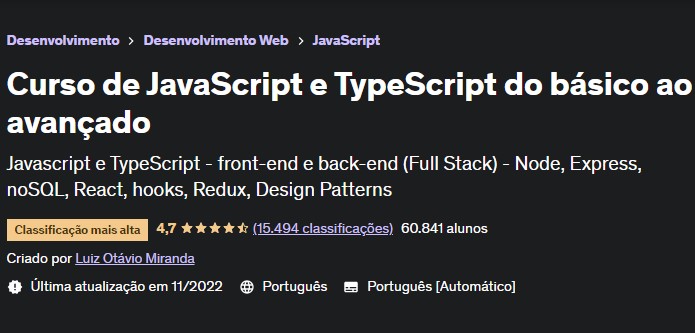 Desenvolvimento > Desenvolvimento Web > JavaScript
Curso de JavaScript e TypeScript do básico ao
avançado
Javascript e TypeScript - front-end e back-end (Full Stack) - Node, Express,
noSQL, React, hooks, Redux, Design Patterns
Classificação mais alta 4,7 (15.494 classificações) 60.841 alunos
Criado por Luiz Otávio Miranda
Última atualização em 11/2022 Português Português [Automático]